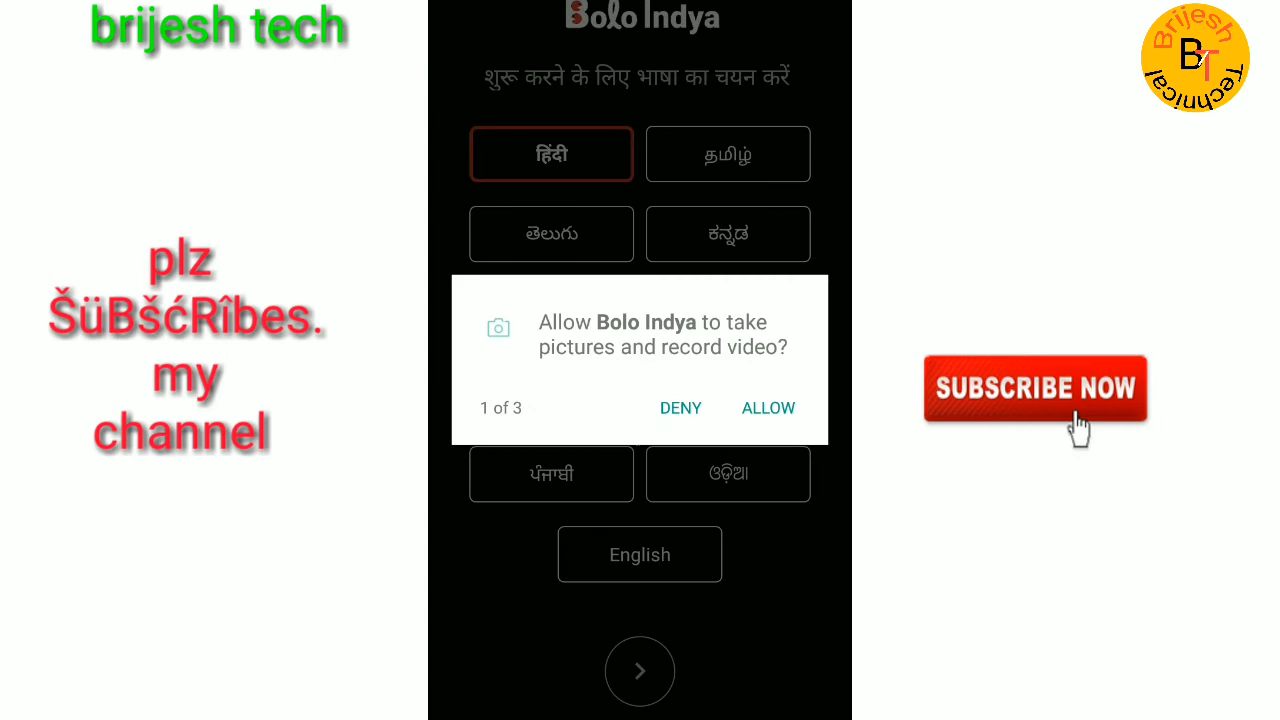 brijesh tech
plz
ŠüBšćRîbes.
my
channel
Bolo Indya
शुरू करने के लिए भाषा का चयन करें
हिंदी
தமிழ்
తెలుగు
ಕನ್ನಡ
Allow Bolo Indya to take
pictures and record video?
1 of 3
DENY
ALLOW
ਪੰਜਾਬੀ
ଓଡ଼ିଆ
English
Brijesh
BT
Technical
SUBSCRIBE NOW